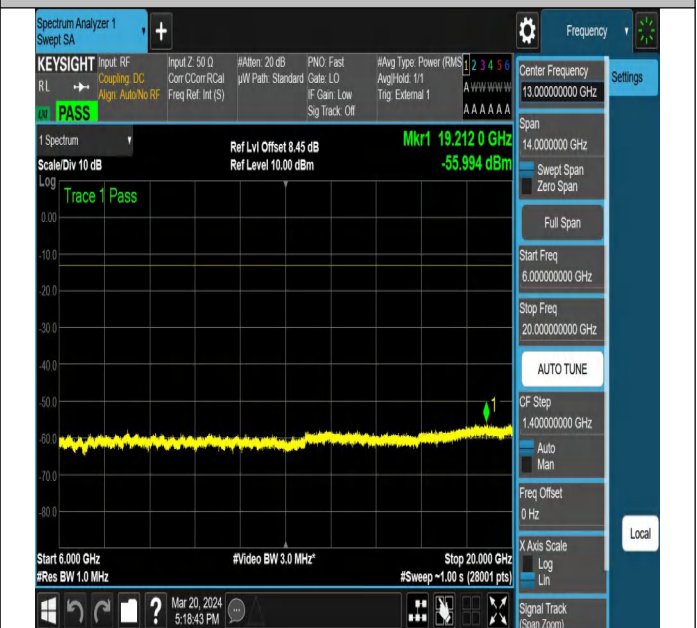 Spectrum Analyzer 1
Swept SA
+
Frequency
KEYSIGHT
RL
PASS
Input: RF
Coupling: DC
Align: Auto/No RF
Input Z: 50 Ω
Corr CCorr RCal
Freq Ref: Int (S)
#Atten: 20 dB
µW Path: Standard
PNO: Fast
Gate: LO
IF Gain: Low
Sig Track: Off
#Avg Type: Power (RMS
Avg|Hold: 1/1
Trig: External 1
1 2 3 4 5 6
A W W W W W
A A A A A A
1 Spectrum
Scale/Div 10 dB
Ref Lvl Offset 8.45 dB
Ref Level 10.00 dBm
Mkr1 19.212 0 GHz
-55.994 dBm
Log
Trace 1 Pass
0.00
-10.0
-20.0
-30.0
-40.0
-50.0
-60.0
-70.0
-80.0
1
Start 6.000 GHz
#Res BW 1.0 MHz
#Video BW 3.0 MHz*
Stop 20.000 GHz
#Sweep ~1.00 s (28001 pts)
?
Mar 20, 2024
5:18:43 PM
Center Frequency
13.000000000 GHz
Settings
Span
14.0000000 GHz
Swept Span
Zero Span
Full Span
Start Freq
6.000000000 GHz
Stop Freq
20.000000000 GHz
AUTO TUNE
CF Step
1.400000000 GHz
Auto
Man
Freq Offset
0 Hz
X Axis Scale
Log
Lin
Local
Signal Track
(Span Zoom)